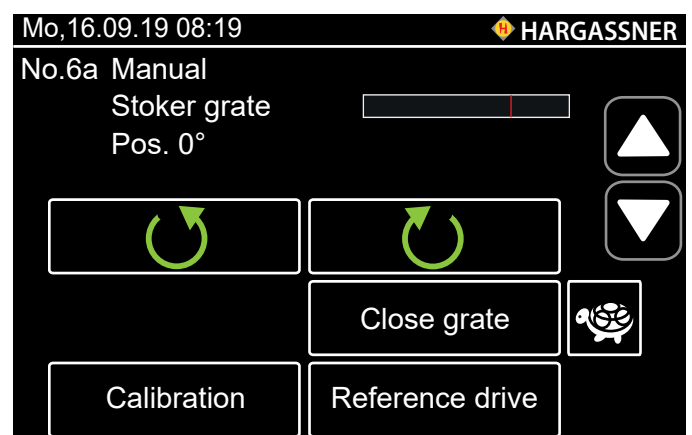 Mo,16.09.19 08:19 H HARGASSNER
No.6a Manual
Stoker grate
Pos. 0°
Close grate
Calibration Reference drive